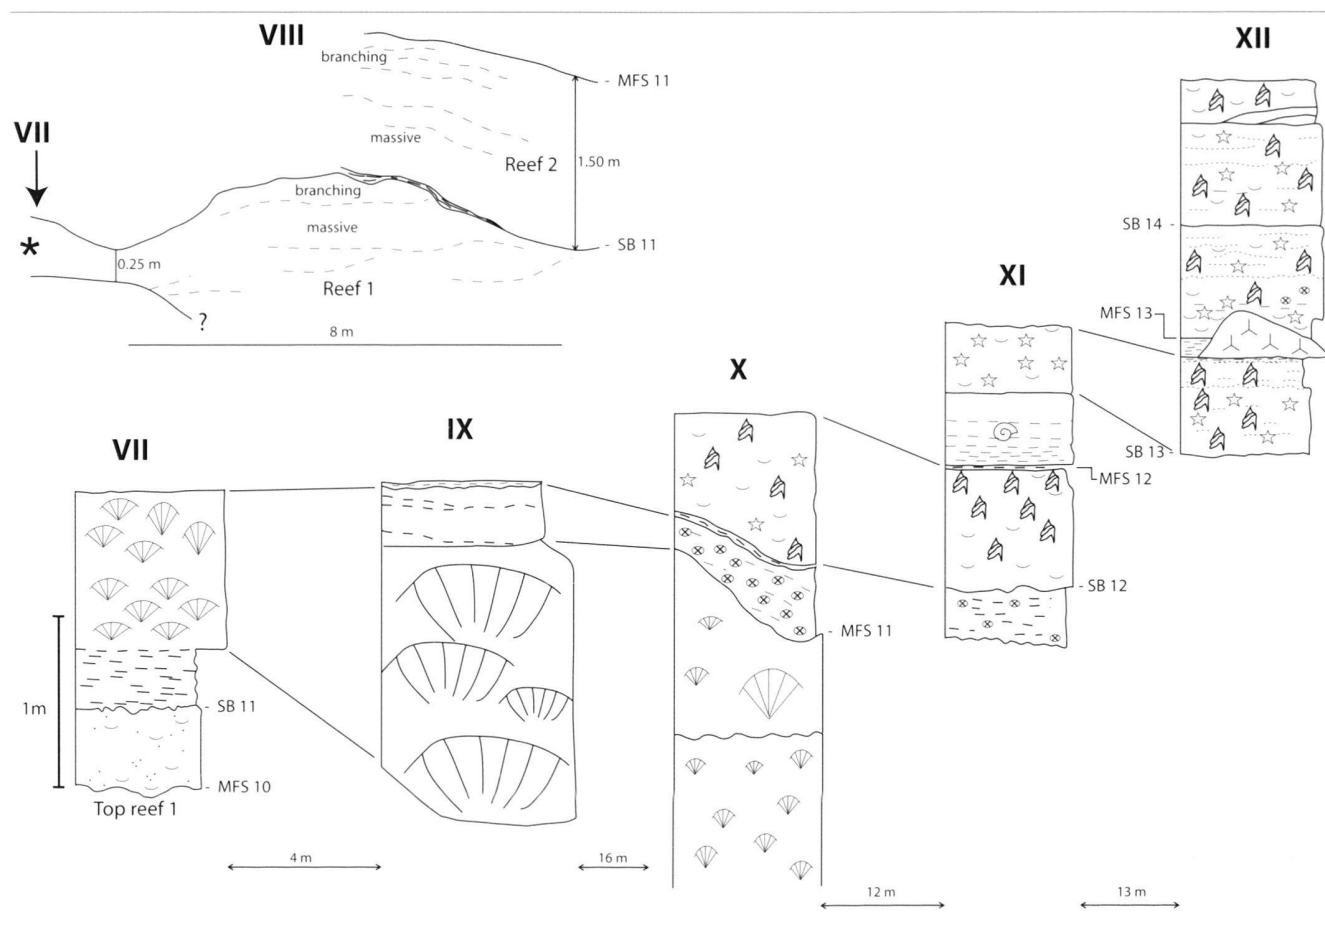 VIII
XII
branching
- MFS 11
massive
VII
Reef 2
1.50 m
branching
*
massive
SB 14 -
- SB 11
0.25 m
XI
Reef 1
MFS 13
?
8 m
X
IX
VII
SB 13
MFS 12
- SB 12
- MFS 11
1m
- SB 11
- MFS 10
Top reef 1
4 m
16 m
12 m
13 m